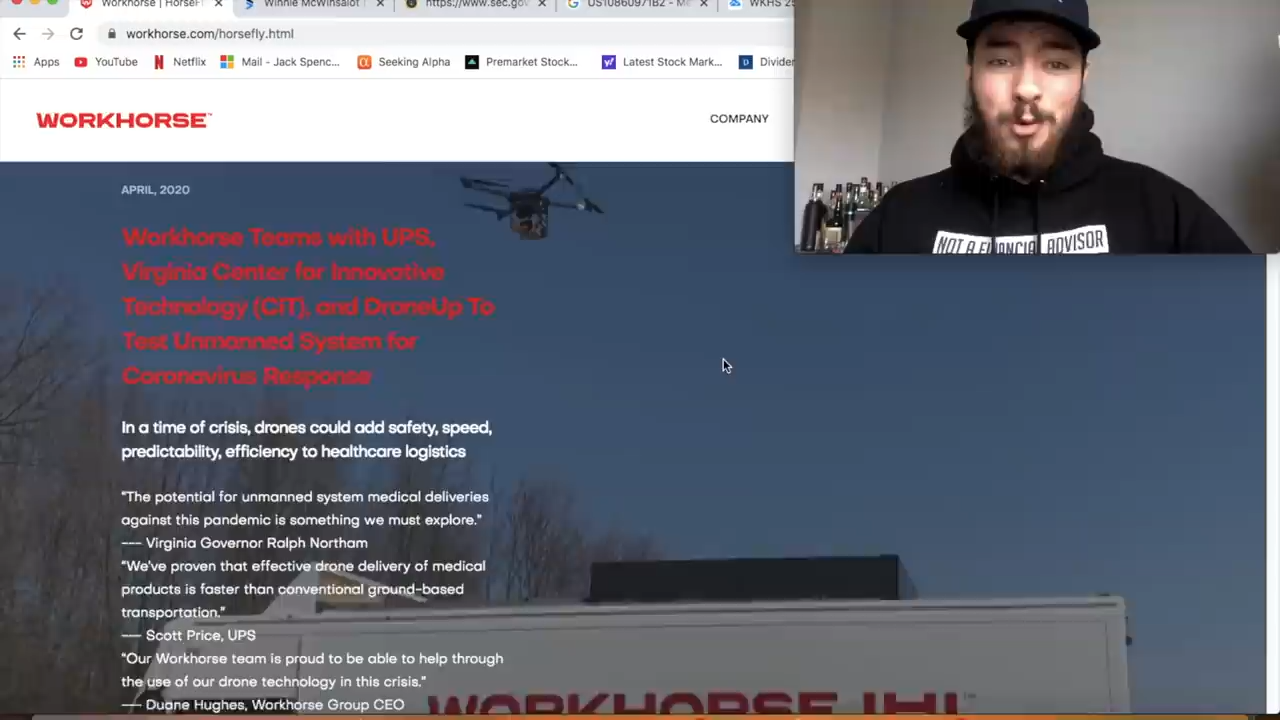 Workhorse | HorseF
Winnie McWinsalot
https://www.sec.gov
US10860971B2 - Me
WKHS 25
workhorse.com/horsefly.html
Apps
YouTube
Netflix
Mail - Jack Spenc...
Seeking Alpha
Premarket Stock...
Latest Stock Mark...
Divider
WORKHORSE™
COMPANY
NOT A FINANCIAL ADVISOR
APRIL, 2020
Workhorse Teams with UPS,
Virginia Center for Innovative
Technology (CIT), and DroneUp To
Test Unmanned System for
Coronavirus Response
In a time of crisis, drones could add safety, speed,
predictability, efficiency to healthcare logistics
“The potential for unmanned system medical deliveries
against this pandemic is something we must explore.”
–– Virginia Governor Ralph Northam
“We’ve proven that effective drone delivery of medical
products is faster than conventional ground-based
transportation.”
–– Scott Price, UPS
“Our Workhorse team is proud to be able to help through
the use of our drone technology in this crisis.”
–– Duane Hughes, Workhorse Group CEO
WORKHORSE